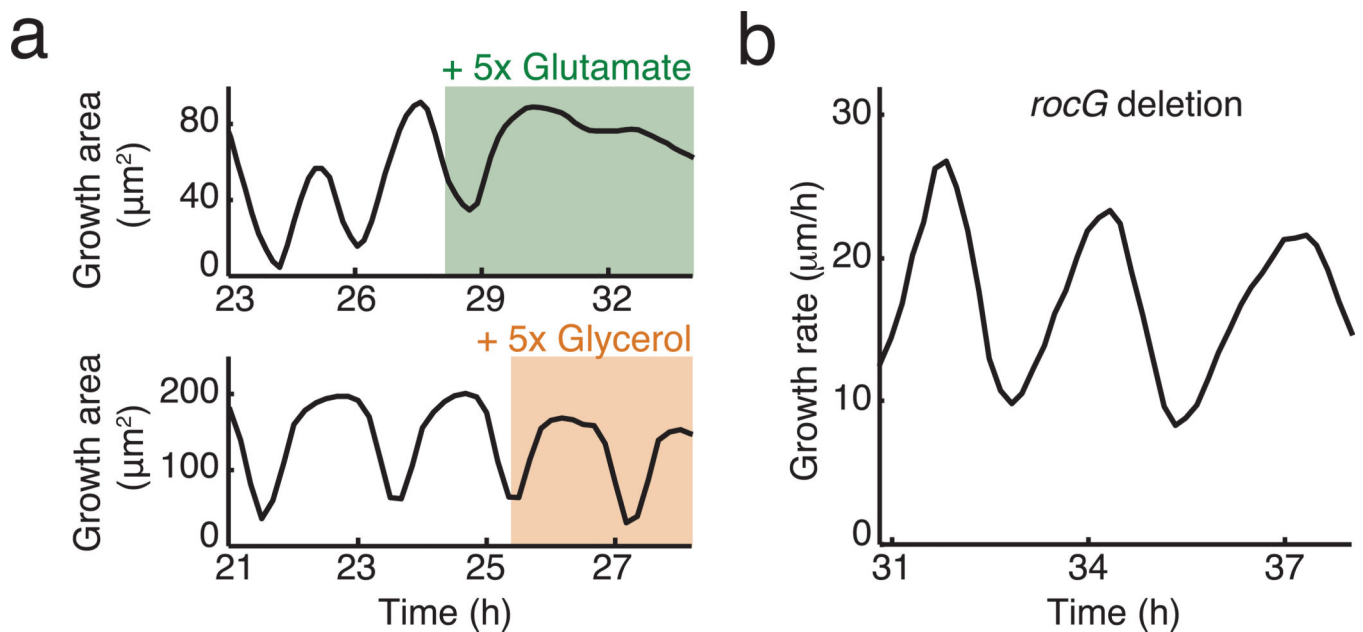 a
+ 5x Glutamate
Growth area
(µm²)
80
40
0
23 26 29 32
+ 5x Glycerol
Growth area
(µm²)
200
100
0
21 23 25 27
Time (h)
b
rocG deletion
Growth rate (µm/h)
30
20
10
0
31 34 37
Time (h)